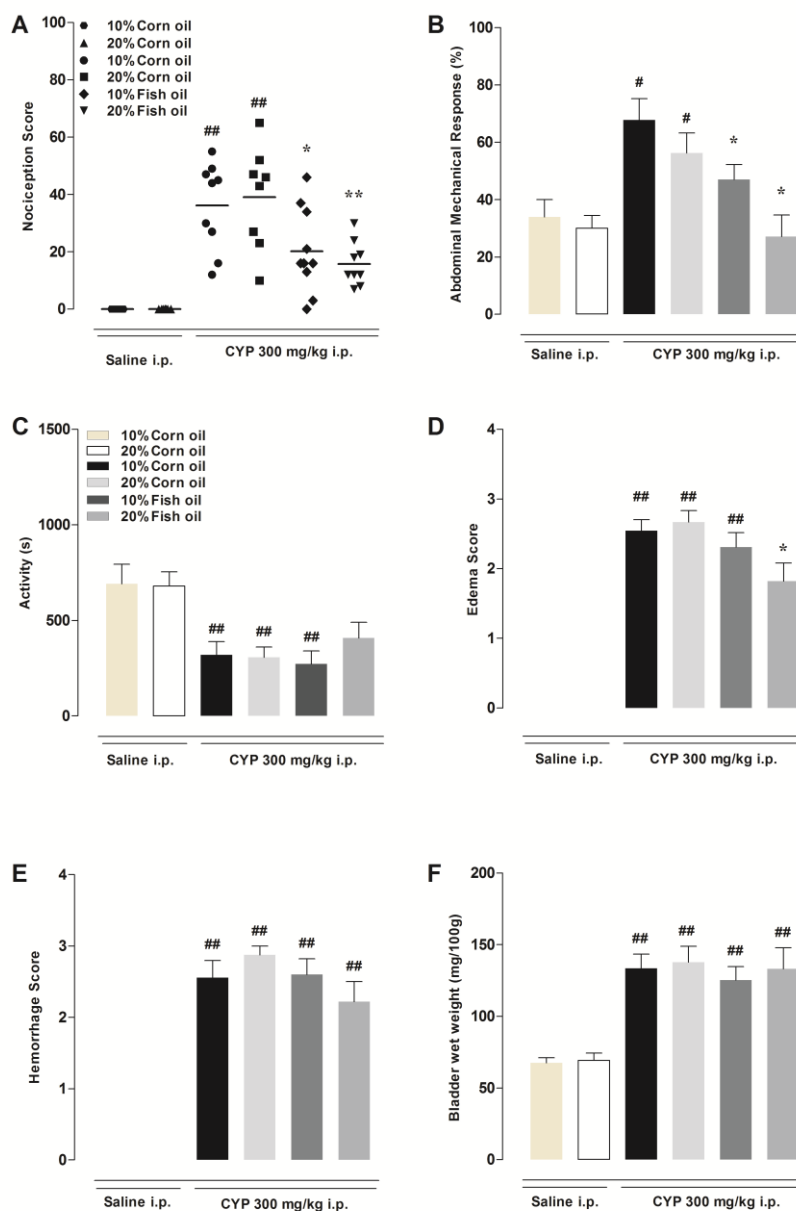 A
Nociception Score
100
80
60
40
20
0
10% Corn oil
20% Corn oil
10% Corn oil
20% Corn oil
10% Fish oil
20% Fish oil
##
##
*
**
Saline i.p.
CYP 300 mg/kg i.p.
B
Abdominal Mechanical Response (%)
100
80
60
40
20
0
#
#
*
*
Saline i.p.
CYP 300 mg/kg i.p.
C
Activity (s)
1500
1000
500
0
10% Corn oil
20% Corn oil
10% Corn oil
20% Corn oil
10% Fish oil
20% Fish oil
##
##
##
Saline i.p.
CYP 300 mg/kg i.p.
D
Edema Score
4
3
2
1
0
##
##
##
*
Saline i.p.
CYP 300 mg/kg i.p.
E
Hemorrhage Score
4
3
2
1
0
##
##
##
##
Saline i.p.
CYP 300 mg/kg i.p.
F
Bladder wet weight (mg/100g)
200
150
100
50
0
##
##
##
##
Saline i.p.
CYP 300 mg/kg i.p.